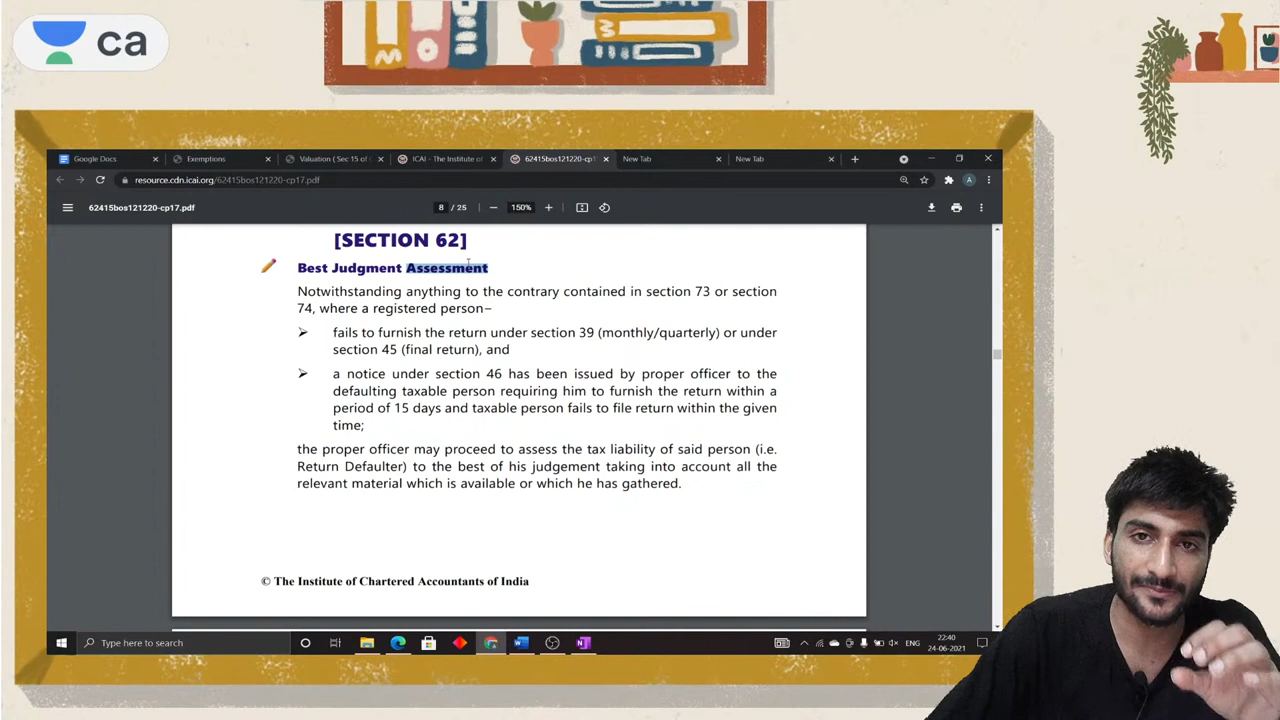 ca
Google Docs
Exemptions
Valuation ( Sec 15 of
ICAI - The Institute of
62415bos121220-cp1
New Tab
New Tab
resource.cdn.icai.org/62415bos121220-cp17.pdf
A
62415bos121220-cp17.pdf
8 / 25
150%
[SECTION 62]
Best Judgment Assessment
Notwithstanding anything to the contrary contained in section 73 or section
74, where a registered person–
➢ fails to furnish the return under section 39 (monthly/quarterly) or under
section 45 (final return), and
➢ a notice under section 46 has been issued by proper officer to the
defaulting taxable person requiring him to furnish the return within a
period of 15 days and taxable person fails to file return within the given
time;
the proper officer may proceed to assess the tax liability of said person (i.e.
Return Defaulter) to the best of his judgement taking into account all the
relevant material which is available or which he has gathered.
© The Institute of Chartered Accountants of India
Type here to search
ENG
22:40
24-06-2021